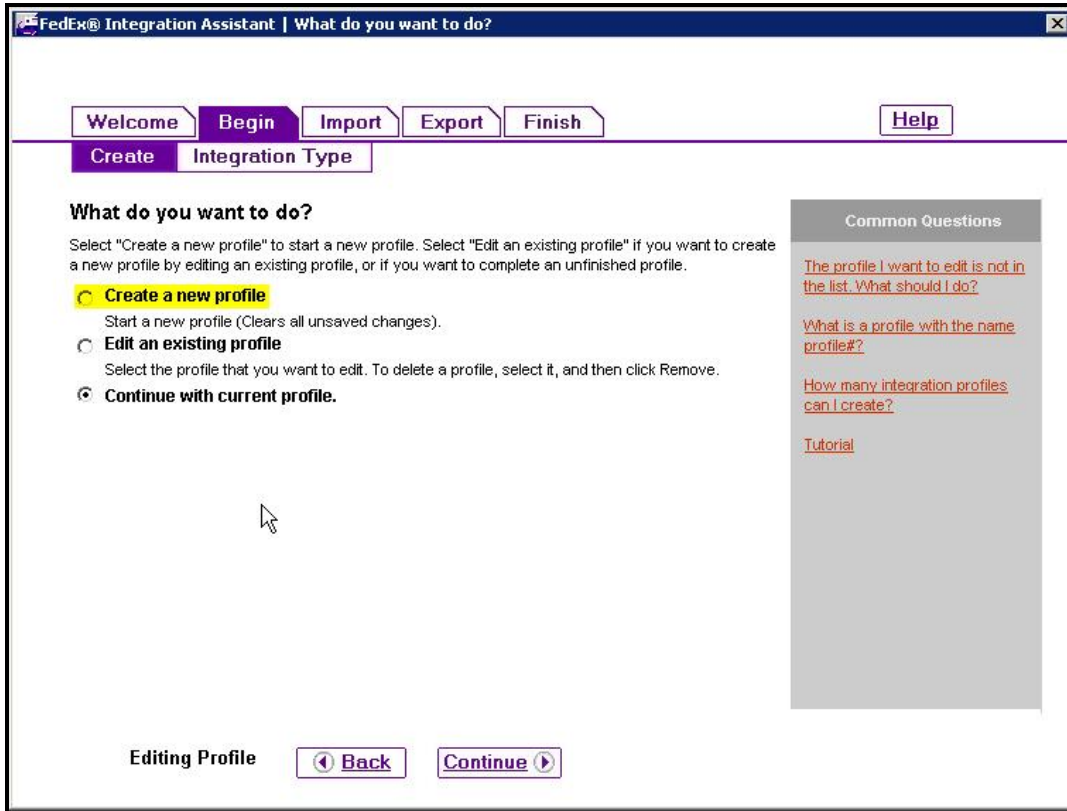 FedEx® Integration Assistant | What do you want to do?
Welcome Begin Import Export Finish Help
Create Integration Type
What do you want to do?
Select "Create a new profile" to start a new profile. Select "Edit an existing profile" if you want to create
a new profile by editing an existing profile, or if you want to complete an unfinished profile.
Create a new profile
Start a new profile (Clears all unsaved changes).
Edit an existing profile
Select the profile that you want to edit. To delete a profile, select it, and then click Remove.
Continue with current profile.
Common Questions
The profile I want to edit is not in
the list. What should I do?
What is a profile with the name
profile#?
How many integration profiles
can I create?
Tutorial
Editing Profile Back Continue